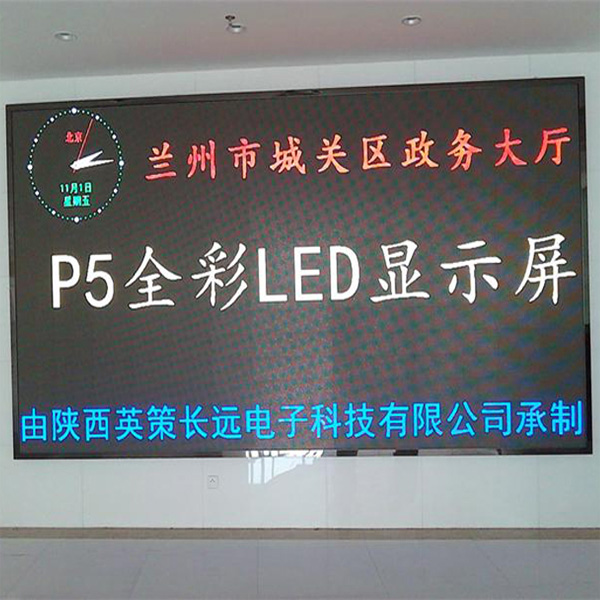 北京
11月1日
星期五
兰州市城关区政务大厅
P5全彩LED显示屏
由陕西英策长远电子科技有限公司承制